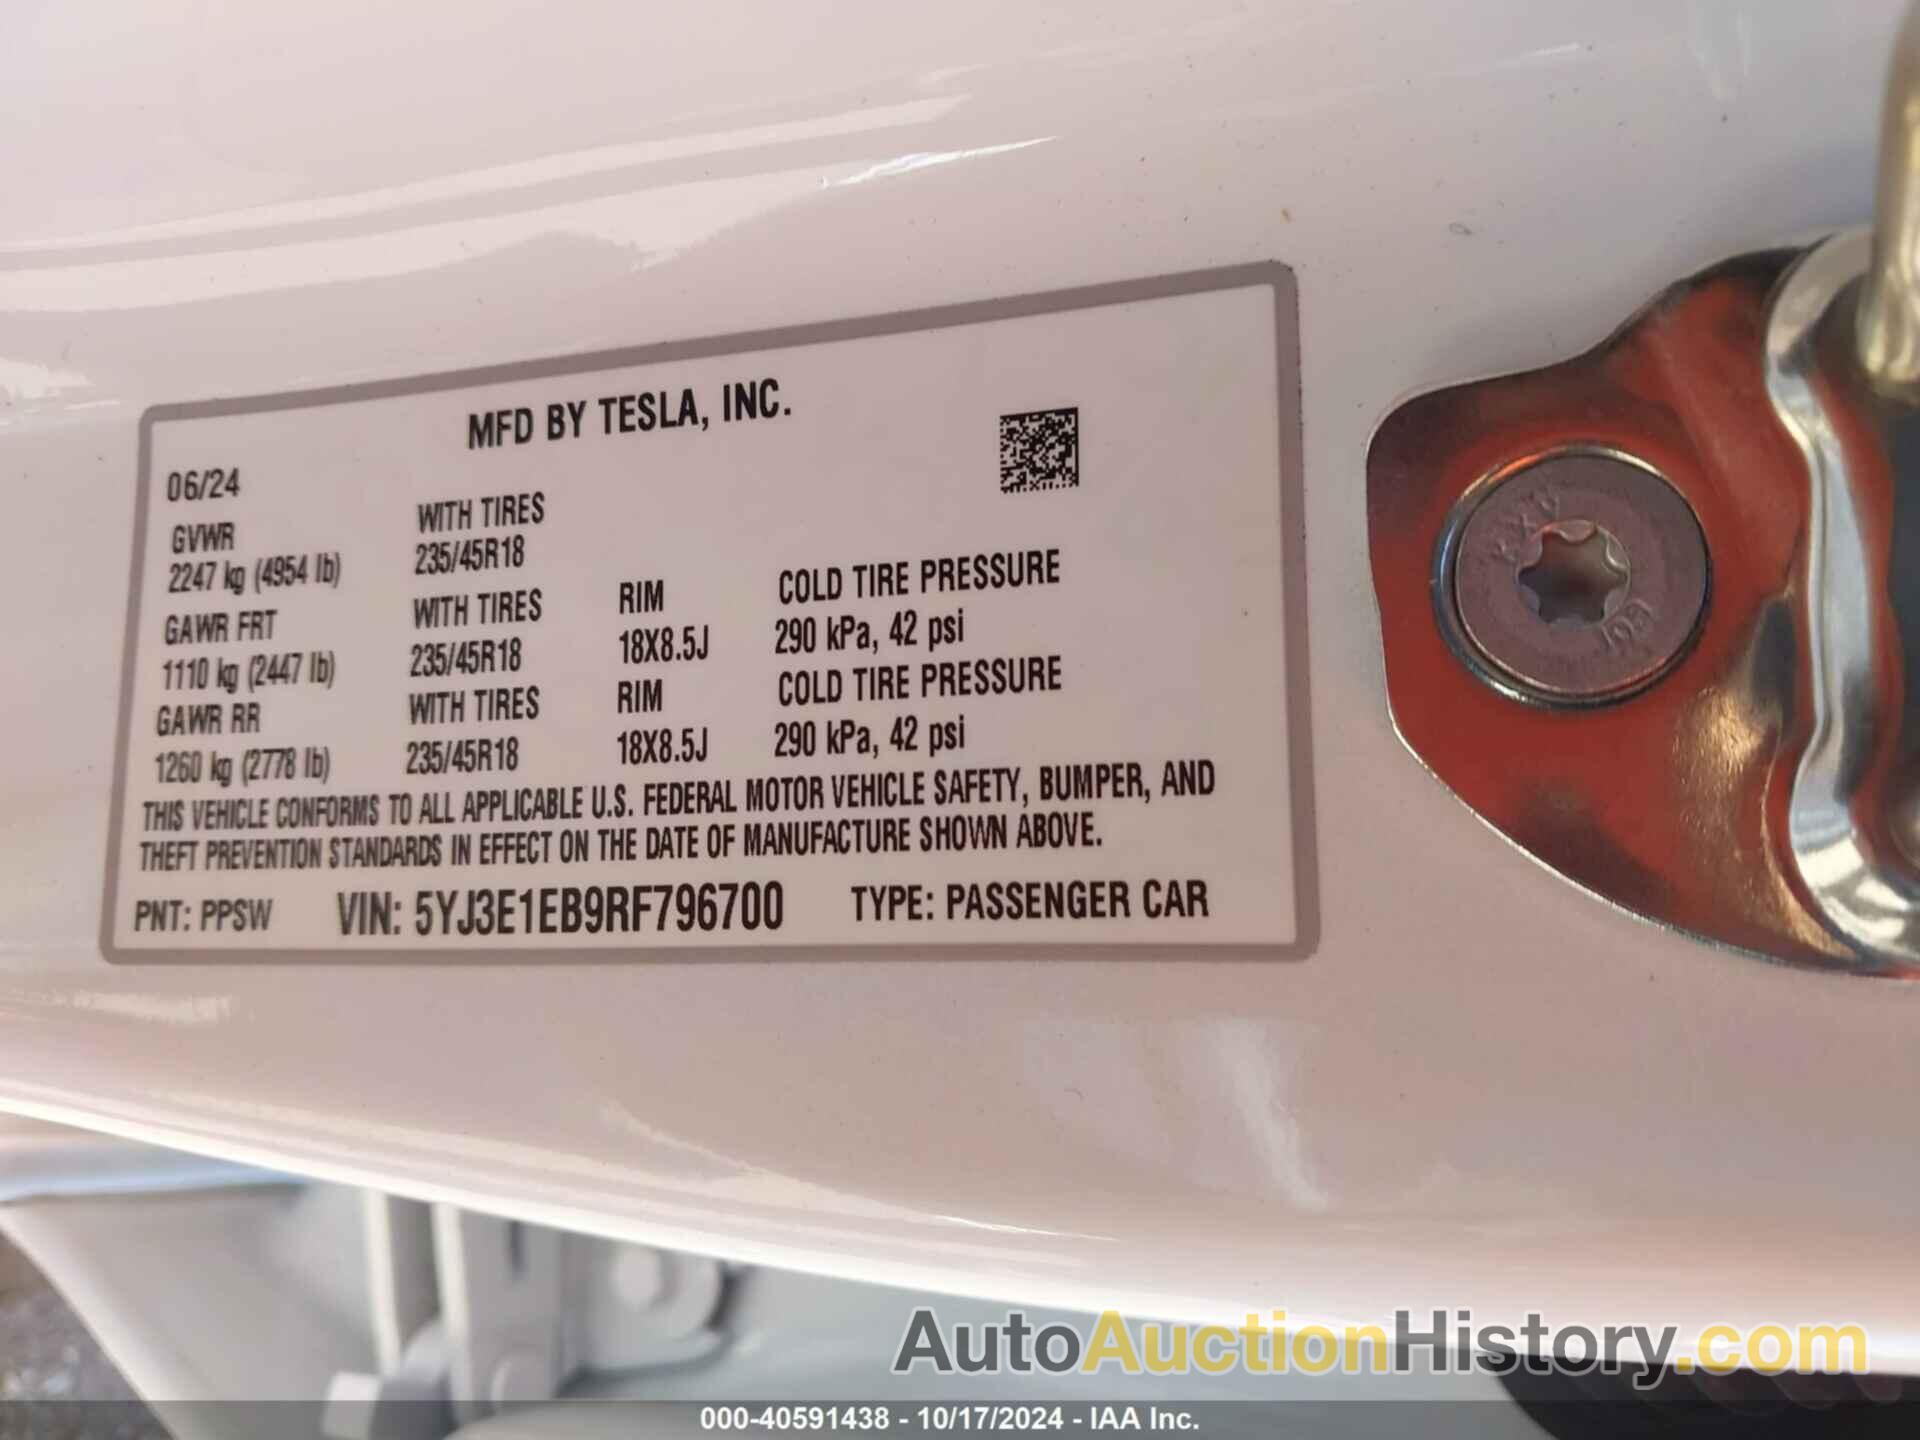 MFD BY TESLA, INC.
06/24
GVWR WITH TIRES
2247 kg (4954 lb) 235/45R18
GAWR FRT WITH TIRES RIM COLD TIRE PRESSURE
1110 kg (2447 lb) 235/45R18 18X8.5J 290 kPa, 42 psi
GAWR RR WITH TIRES RIM COLD TIRE PRESSURE
1260 kg (2778 lb) 235/45R18 18X8.5J 290 kPa, 42 psi
THIS VEHICLE CONFORMS TO ALL APPLICABLE U.S. FEDERAL MOTOR VEHICLE SAFETY, BUMPER, AND
THEFT PREVENTION STANDARDS IN EFFECT ON THE DATE OF MANUFACTURE SHOWN ABOVE.
PNT: PPSW VIN: 5YJ3E1EB9RF796700 TYPE: PASSENGER CAR
AutoAuctionHistory.com
000-40591438 - 10/17/2024 - IAA Inc.